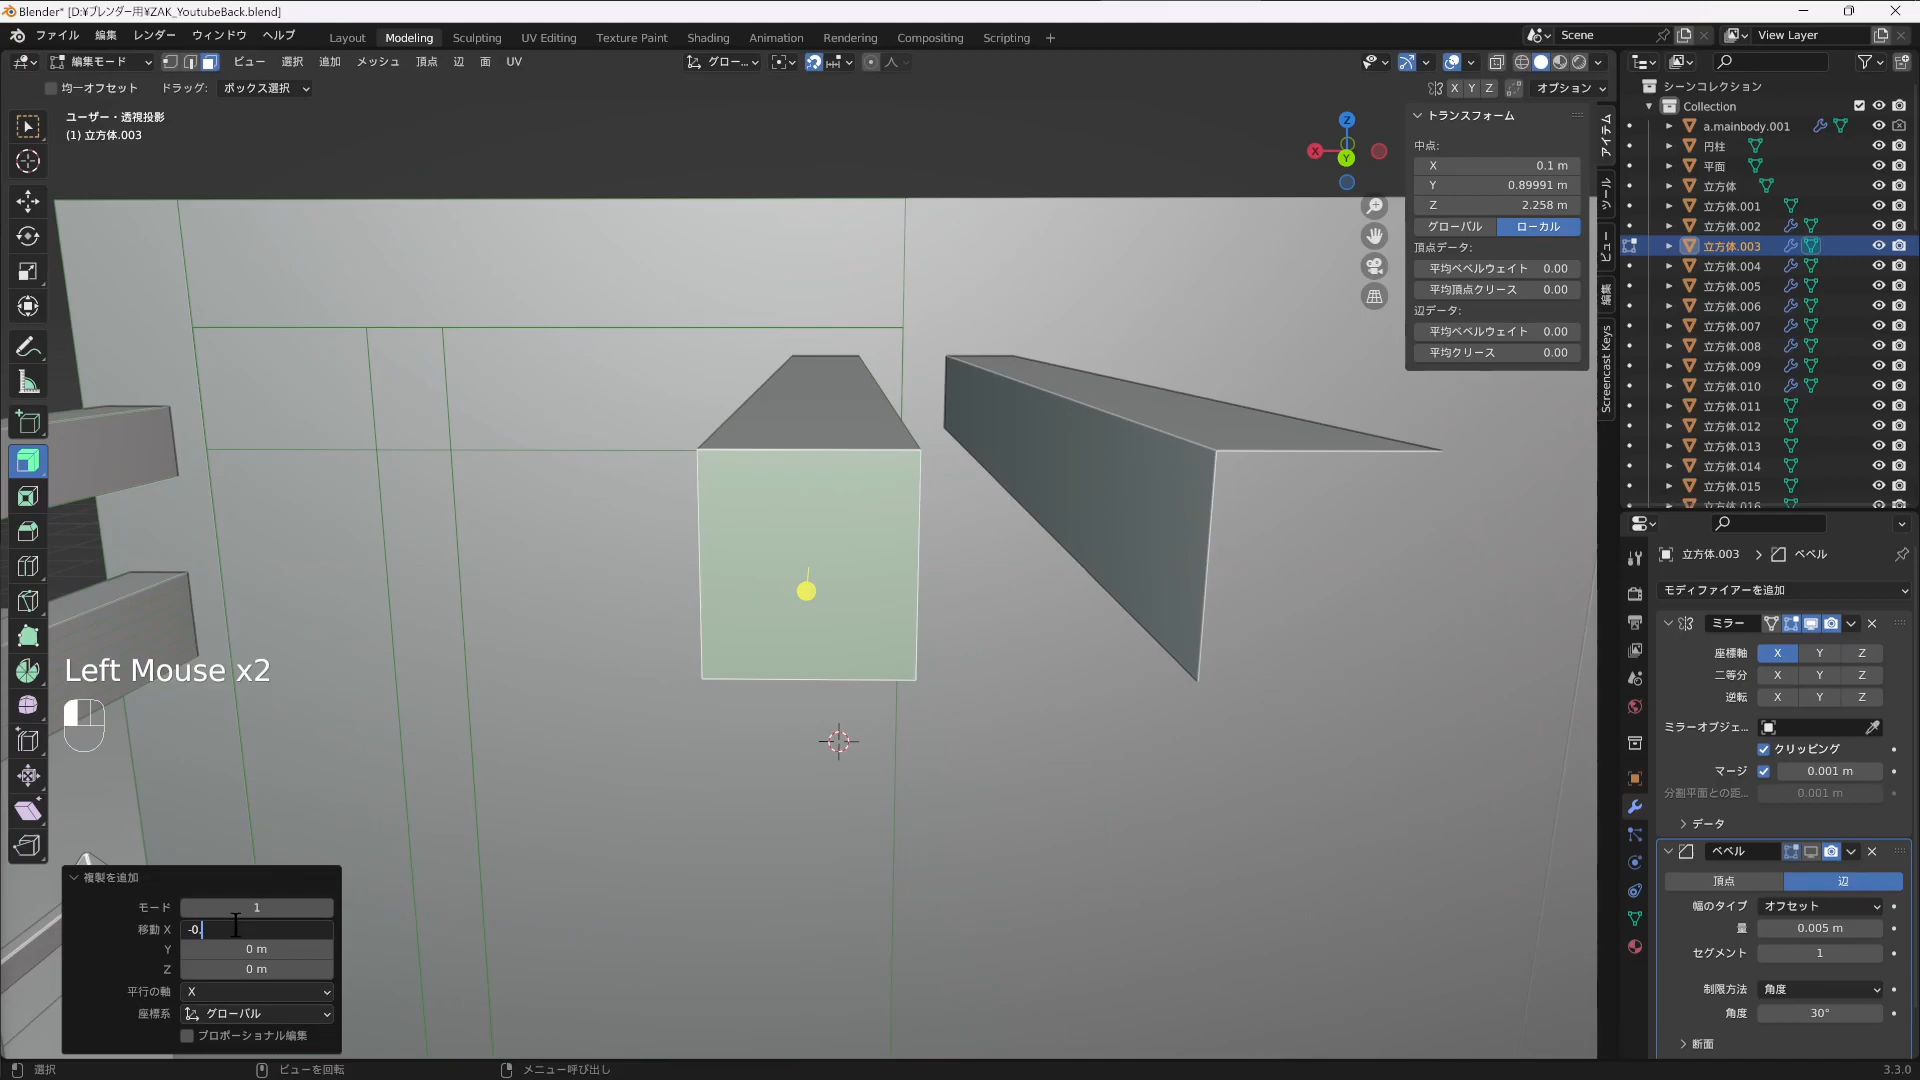 Blender* [D:¥ブレンダー用¥ZAK_YoutubeBack.blend]
ファイル 編集 レンダー ウィンドウ ヘルプ Layout Modeling Sculpting UV Editing Texture Paint Shading Animation Rendering Compositing Scripting + Scene View Layer
編集モード ビュー 選択 追加 メッシュ 頂点 辺 面 UV グロー...
均一オフセット ドラッグ: ボックス選択 X Y Z オプション
ユーザー・透視投影
(1) 立方体.003
Z
X
Y
トランスフォーム
中点:
X 0.1 m
Y 0.89991 m
Z 2.258 m
グローバル ローカル
頂点データ:
平均ベベルウェイト 0.00
平均頂点クリース 0.00
辺データ:
平均ベベルウェイト 0.00
平均クリース 0.00
アイテム
ツール
ビュー
編集
Screencast Keys
シーンコレクション
Collection
a.mainbody.001
円柱
平面
立方体
立方体.001
立方体.002
立方体.003
立方体.004
立方体.005
立方体.006
立方体.007
立方体.008
立方体.009
立方体.010
立方体.011
立方体.012
立方体.013
立方体.014
立方体.015
立方体.016
立方体.003 > ベベル
モディファイアーを追加
ミラー
座標軸 X Y Z
二等分 X Y Z
逆転 X Y Z
ミラーオブジェ...
クリッピング
マージ 0.001 m
分割平面との距... 0.001 m
データ
ベベル
頂点 辺
幅のタイプ オフセット
量 0.005 m
セグメント 1
制限方法 角度
角度 30°
断面
Left Mouse x2
複製を追加
モード 1
移動 X -0.
Y 0 m
Z 0 m
平行の軸 X
座標系 グローバル
プロポーショナル編集
選択 ビューを回転 メニュー呼び出し 3.3.0